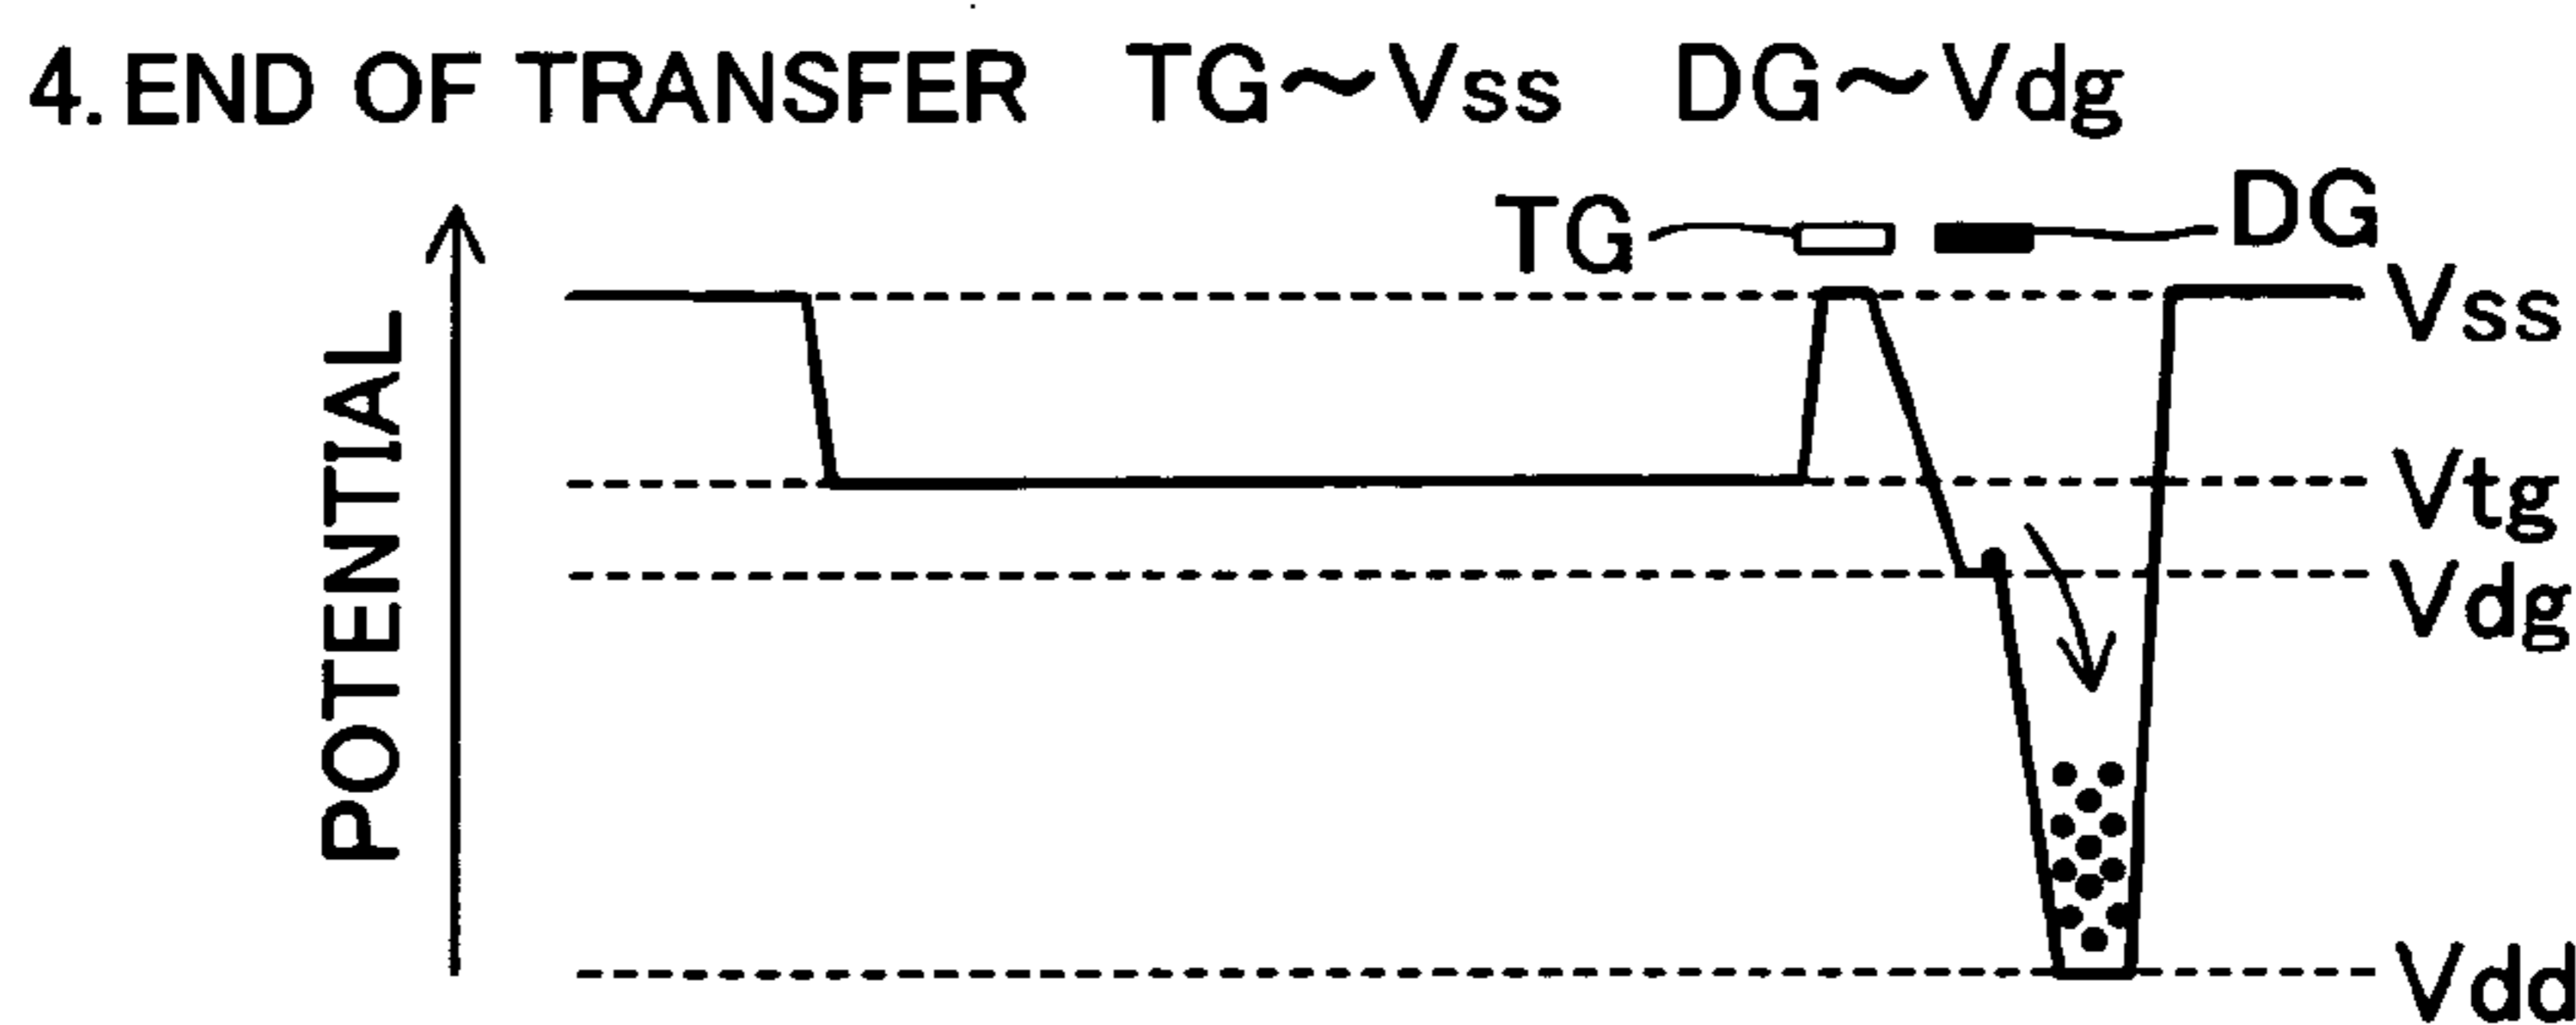 4. END OF TRANSFER TG~Vss DG~Vdg
TG
DG
Vss
Vtg
Vdg
Vdd
POTENTIAL